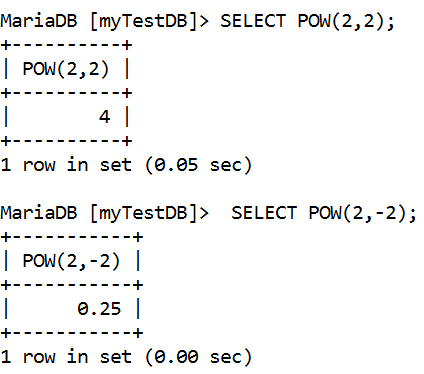 MariaDB [myTestDB]> SELECT POW(2,2);
+----------+
| POW(2,2) |
+----------+
|        4 |
+----------+
1 row in set (0.05 sec)

MariaDB [myTestDB]>  SELECT POW(2,-2);
+-----------+
| POW(2,-2) |
+-----------+
|      0.25 |
+-----------+
1 row in set (0.00 sec)